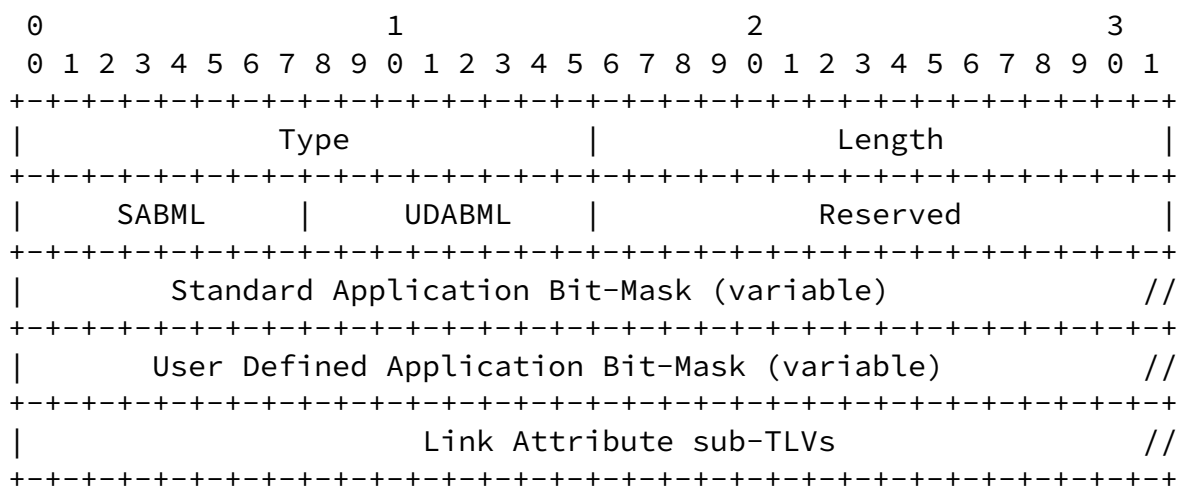 0                   1                   2                   3
 0 1 2 3 4 5 6 7 8 9 0 1 2 3 4 5 6 7 8 9 0 1 2 3 4 5 6 7 8 9 0 1
+-+-+-+-+-+-+-+-+-+-+-+-+-+-+-+-+-+-+-+-+-+-+-+-+-+-+-+-+-+-+-+-+
|              Type             |             Length            |
+-+-+-+-+-+-+-+-+-+-+-+-+-+-+-+-+-+-+-+-+-+-+-+-+-+-+-+-+-+-+-+-+
|     SABML     |     UDABML    |            Reserved           |
+-+-+-+-+-+-+-+-+-+-+-+-+-+-+-+-+-+-+-+-+-+-+-+-+-+-+-+-+-+-+-+-+
|        Standard Application Bit-Mask (variable)              //
+-+-+-+-+-+-+-+-+-+-+-+-+-+-+-+-+-+-+-+-+-+-+-+-+-+-+-+-+-+-+-+-+
|       User Defined Application Bit-Mask (variable)           //
+-+-+-+-+-+-+-+-+-+-+-+-+-+-+-+-+-+-+-+-+-+-+-+-+-+-+-+-+-+-+-+-+
|                      Link Attribute sub-TLVs                 //
+-+-+-+-+-+-+-+-+-+-+-+-+-+-+-+-+-+-+-+-+-+-+-+-+-+-+-+-+-+-+-+-+